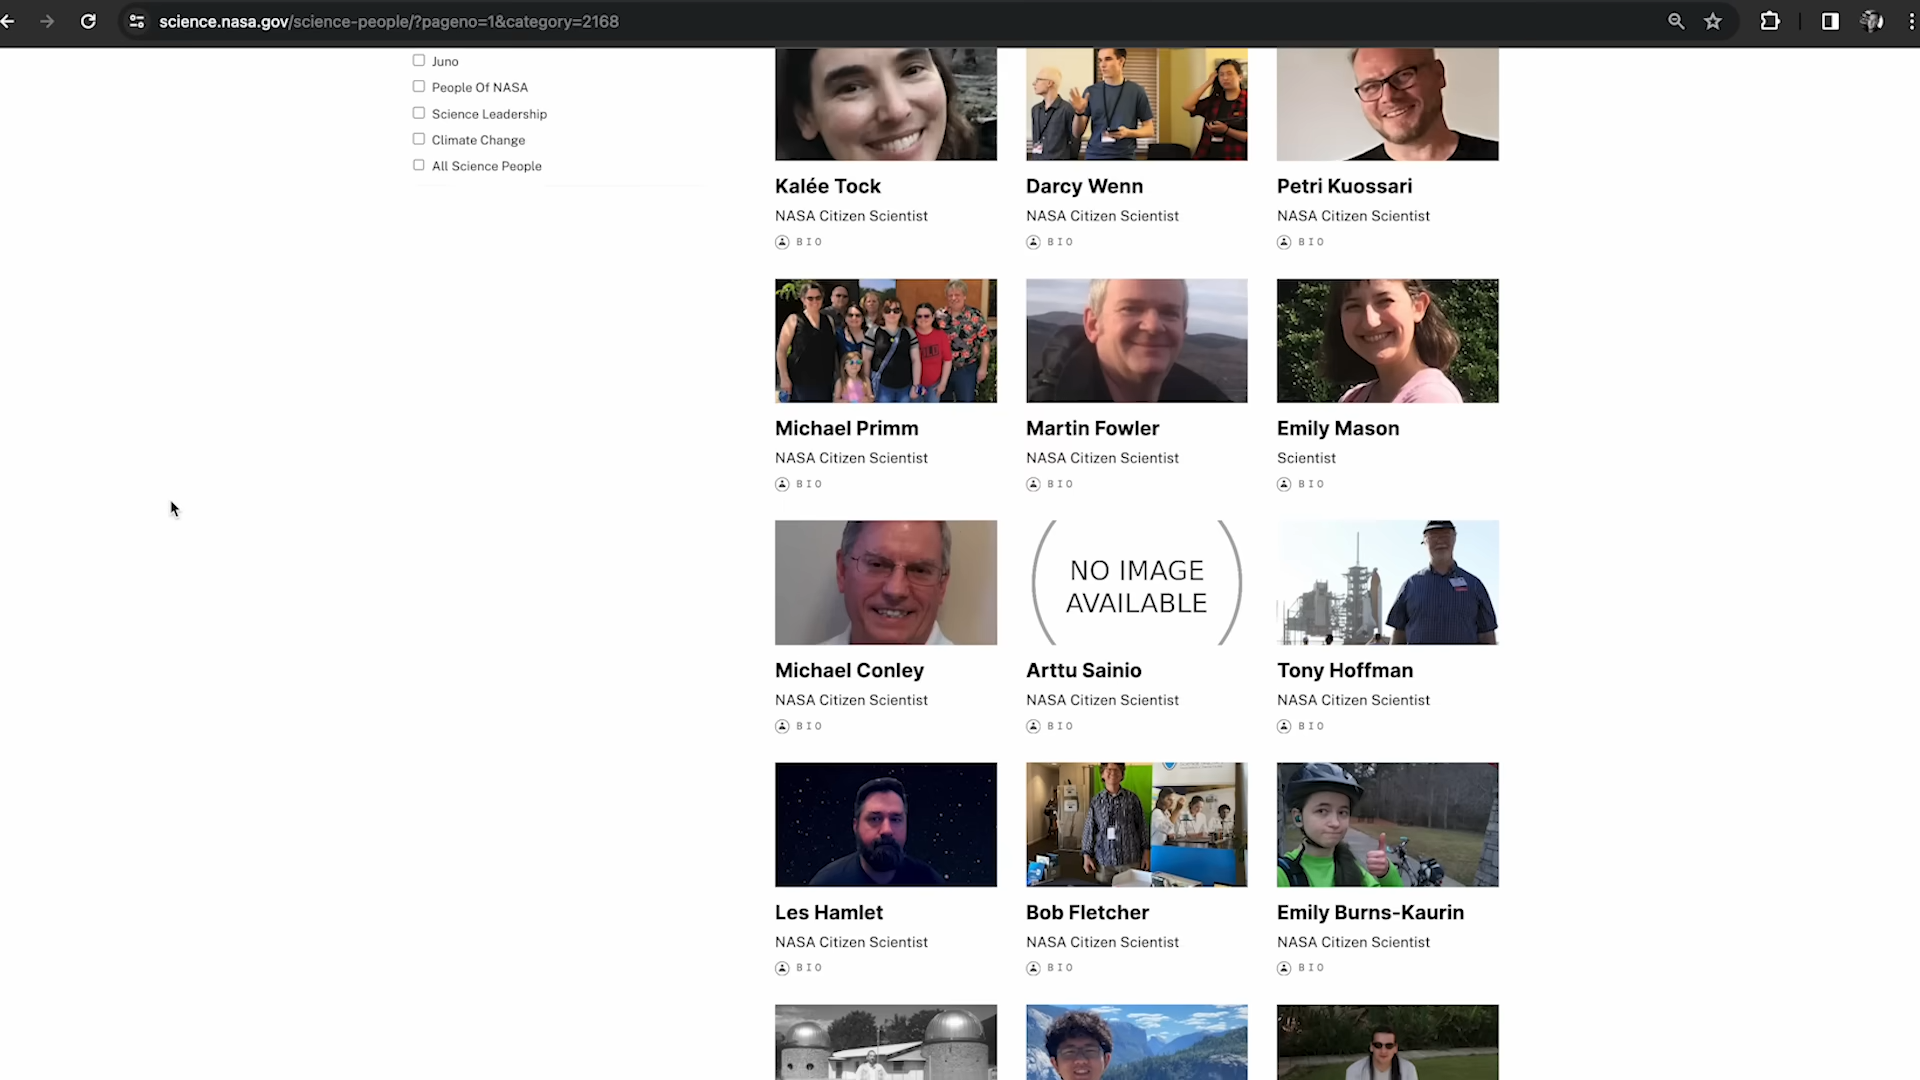 science.nasa.gov/science-people/?pageno=1&category=2168
Juno
People Of NASA
Science Leadership
Climate Change
All Science People
Kalée Tock
NASA Citizen Scientist
BIO
Darcy Wenn
NASA Citizen Scientist
BIO
Petri Kuossari
NASA Citizen Scientist
BIO
Michael Primm
NASA Citizen Scientist
BIO
Martin Fowler
NASA Citizen Scientist
BIO
Emily Mason
Scientist
BIO
Michael Conley
NASA Citizen Scientist
BIO
NO IMAGE
AVAILABLE
Arttu Sainio
NASA Citizen Scientist
BIO
Tony Hoffman
NASA Citizen Scientist
BIO
Les Hamlet
NASA Citizen Scientist
BIO
Bob Fletcher
NASA Citizen Scientist
BIO
Emily Burns-Kaurin
NASA Citizen Scientist
BIO